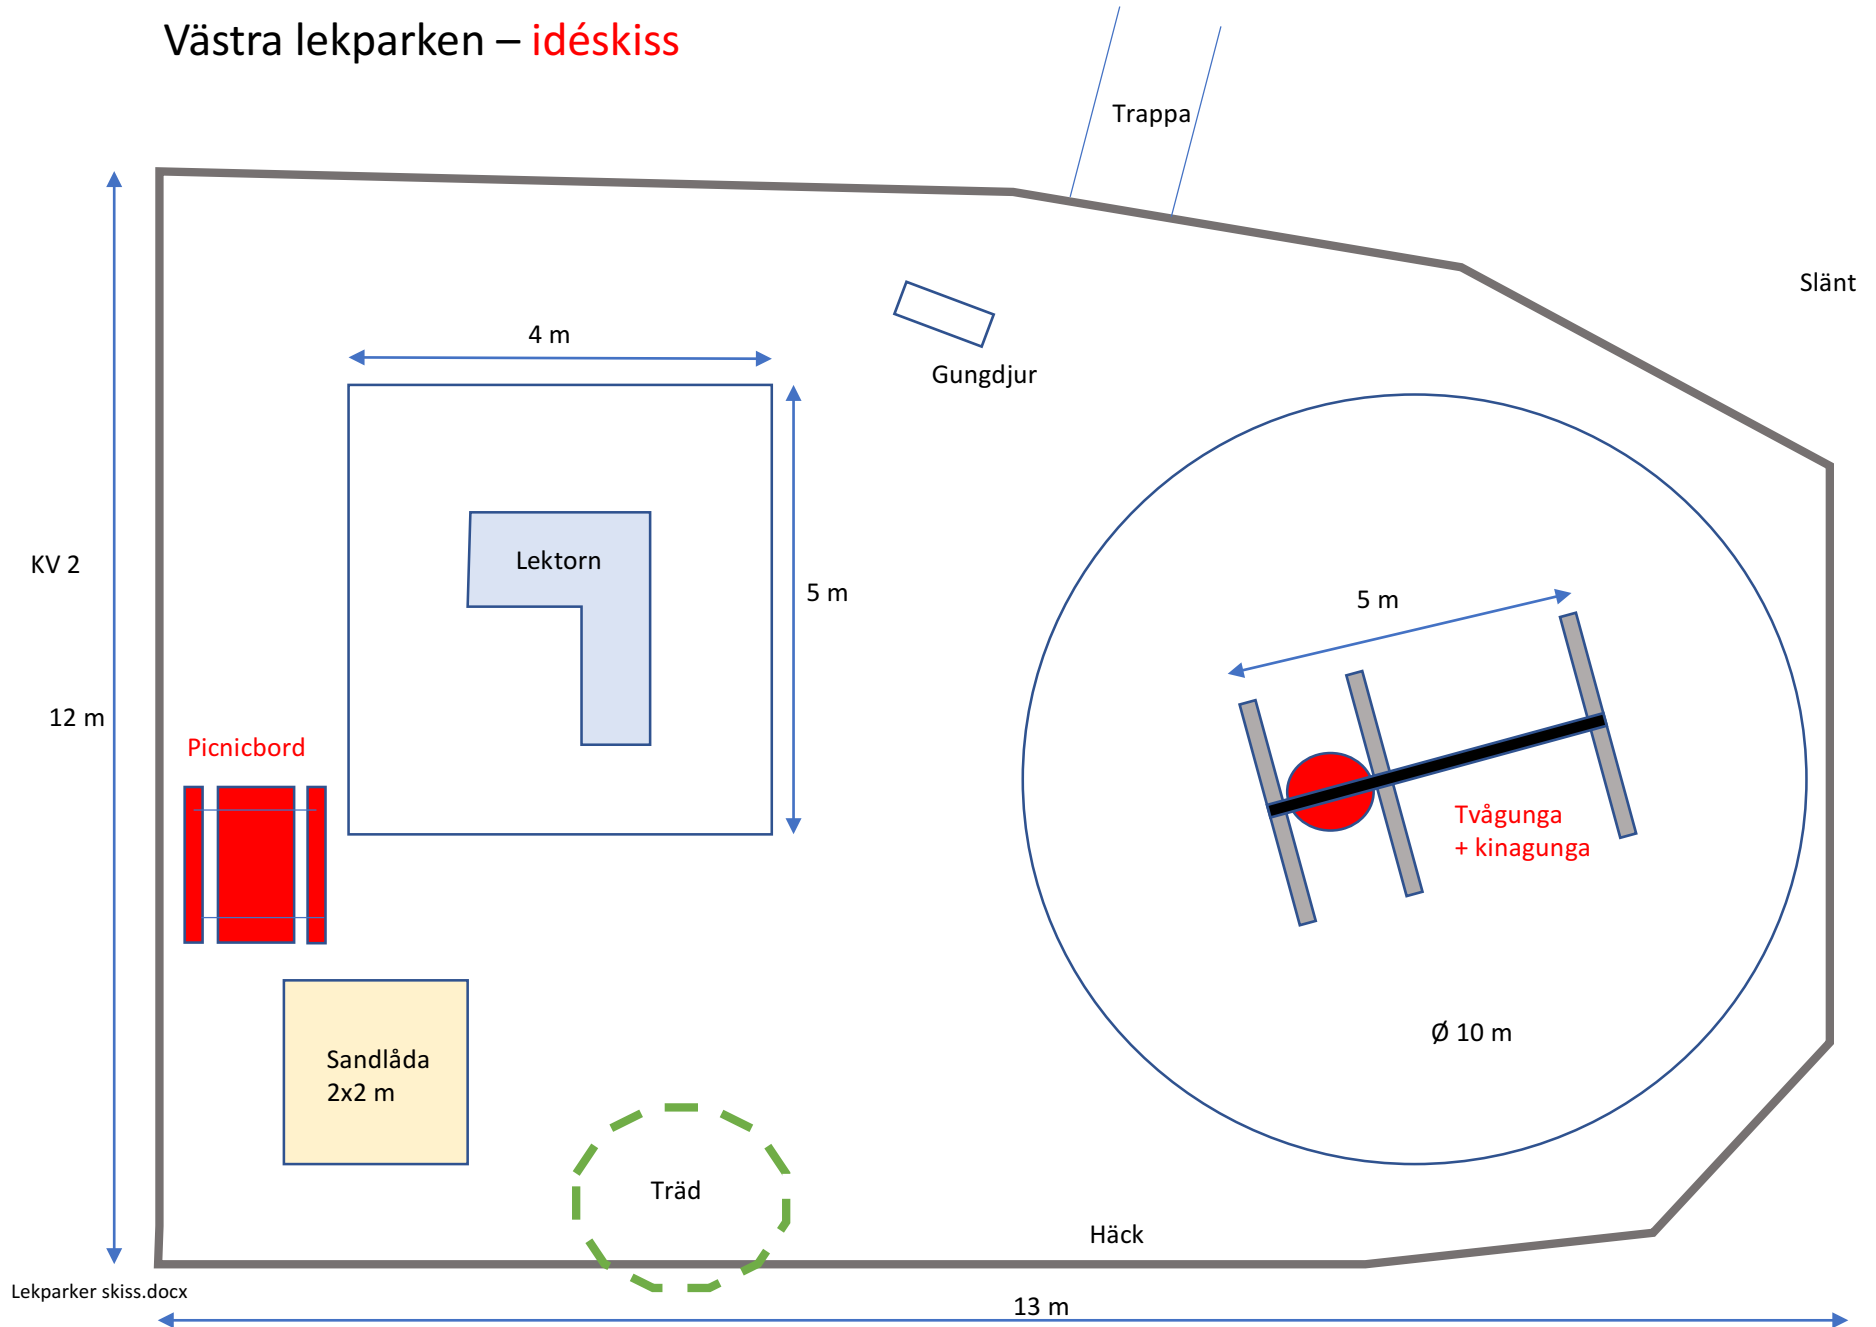 Västra lekparken – idéskiss
Trappa
Slänt
4 m
Gungdjur
Lektorn
KV 2
5 m
5 m
12 m
Picnicbord
Tvågunga
+ kinagunga
Ø 10 m
Sandlåda
2x2 m
Träd
Häck
Lekparker skiss.docx
13 m